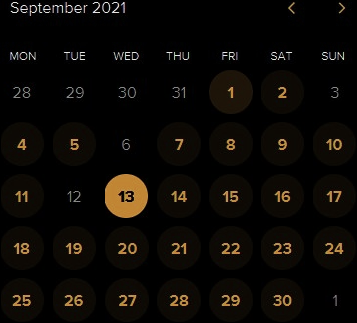 September 2021
MON TUE WED THU FRI SAT SUN
28 29 30 31 1 2 3
4 5 6 7 8 9 10
11 12 13 14 15 16 17
18 19 20 21 22 23 24
25 26 27 28 29 30 1